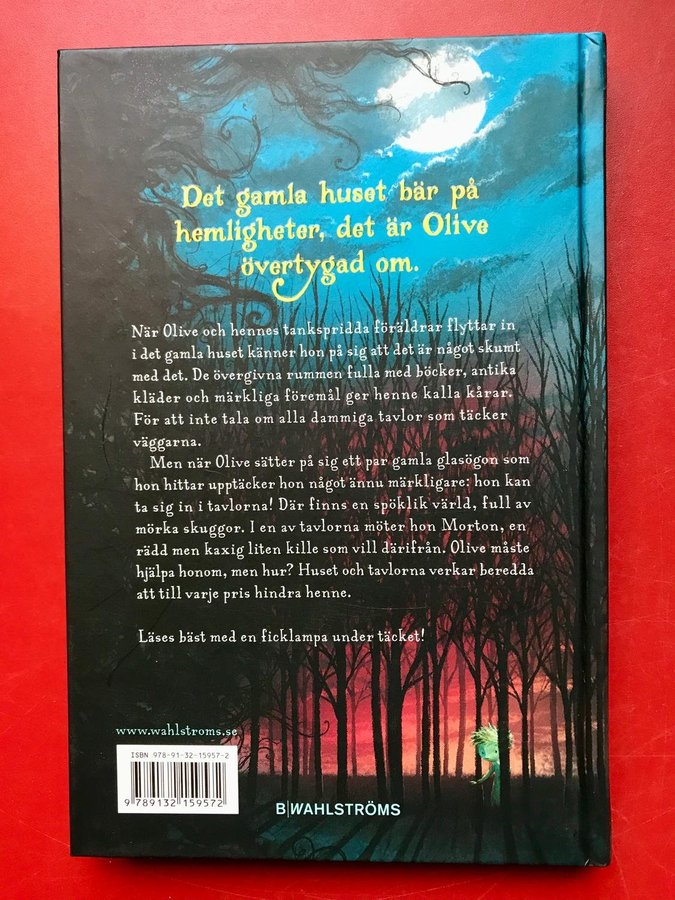 Det gamla huset bär på
hemligheter, det är Olive
övertygad om.
När Olive och hennes tankspridda föräldrar flyttar in
i det gamla huset känner hon på sig att det är något skumt
med det. De övergivna rummen fulla med böcker, antika
kläder och märkliga föremål ger henne kalla kårar.
För att inte tala om alla dammiga tavlor som täcker
väggarna.
Men när Olive sätter på sig ett par gamla glasögon som
hon hittar upptäcker hon något ännu märkligare: hon kan
ta sig in i tavlorna! Där finns en spöklik värld, full av
mörka skuggor. I en av tavlorna möter hon Morton, en
rädd men kaxig liten kille som vill därifrån. Olive måste
hjälpa honom, men hur? Huset och tavlorna verkar beredda
att till varje pris hindra henne.
Läses bäst med en ficklampa under täcket!
www.wahlstroms.se
ISBN 978-91-32-15957-2
9 789132 159572
B WAHLSTRÖMS